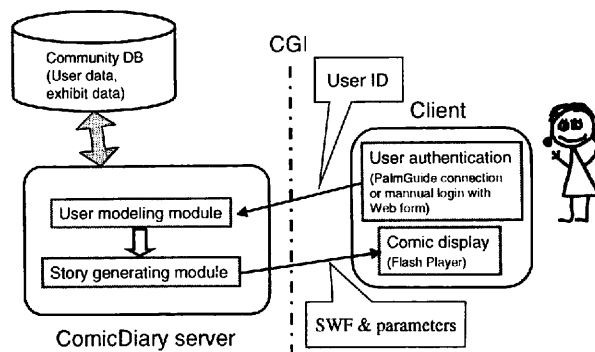 CGI
Community DB
(User data,
exhibit data)
User ID
Client
User authentication
(PalmGuide connection
or mannual login with
Web form)
User modeling module
Comic display
(Flash Player)
Story generating module
SWF & parameters
ComicDiary server